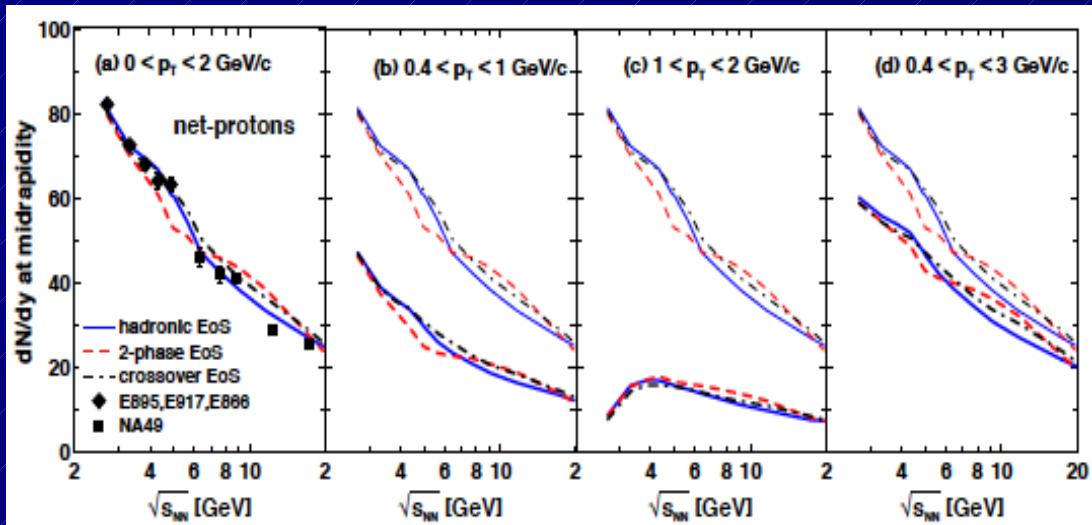 100
80
60
40
20
0
dN/dy at midrapidity
(a) 0 < pT < 2 GeV/c
net-protons
hadronic EoS
2-phase EoS
crossover EoS
E895,E917,E866
NA49
2 4 6 8 10
√sNN [GeV]
(b) 0.4 < pT < 1 GeV/c
2 4 6 8 10
√sNN [GeV]
(c) 1 < pT < 2 GeV/c
2 4 6 8 10
√sNN [GeV]
(d) 0.4 < pT < 3 GeV/c
2 4 6 8 10 20
√sNN [GeV]